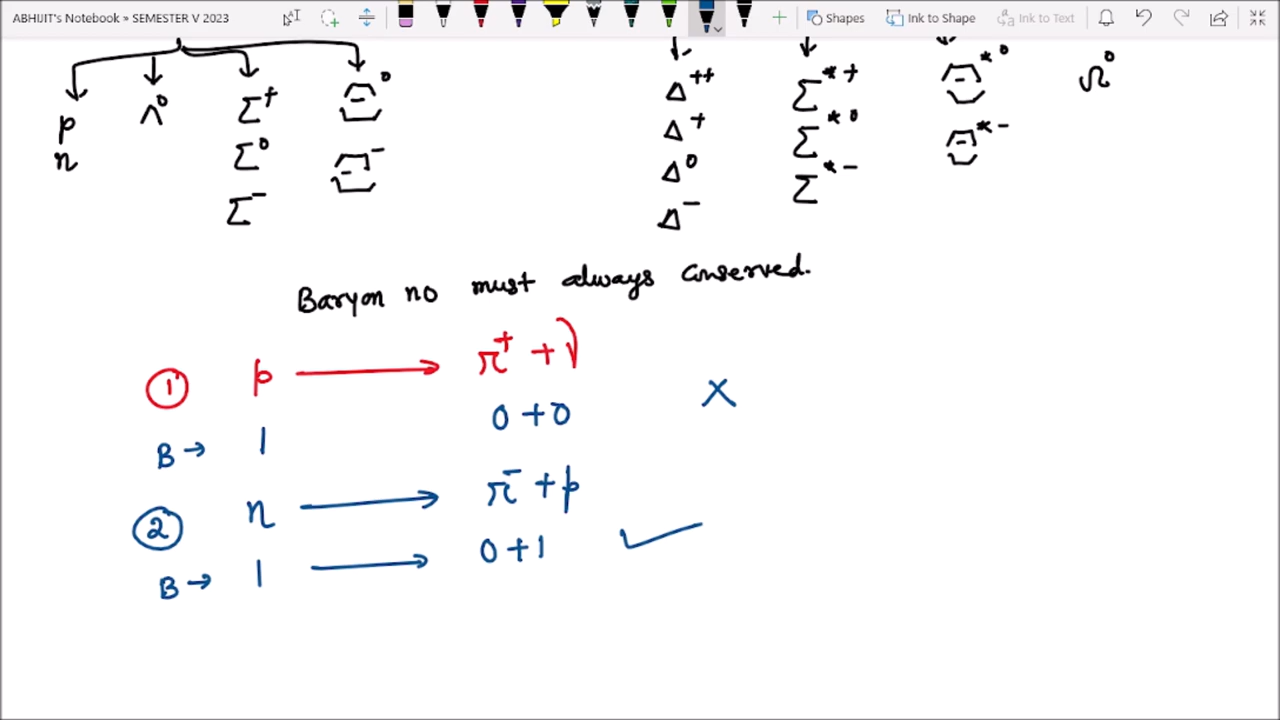 ABHIJIT's Notebook » SEMESTER V 2023 Shapes Ink to Shape Ink to Text
p Λ⁰ Σ⁺ Ξ⁰ Δ⁺⁺ Σ*⁺ Ξ*⁰ Ω⁰
n Σ⁰ Ξ⁻ Δ⁺ Σ*⁰ Ξ*⁻
Σ⁻ Δ⁰ Σ*⁻
Δ⁻
Baryon no must always conserved.
① p → π⁺ + ν
B → 1 0 + 0 X
② n → π⁻ + p
B → 1 → 0 + 1 ✓